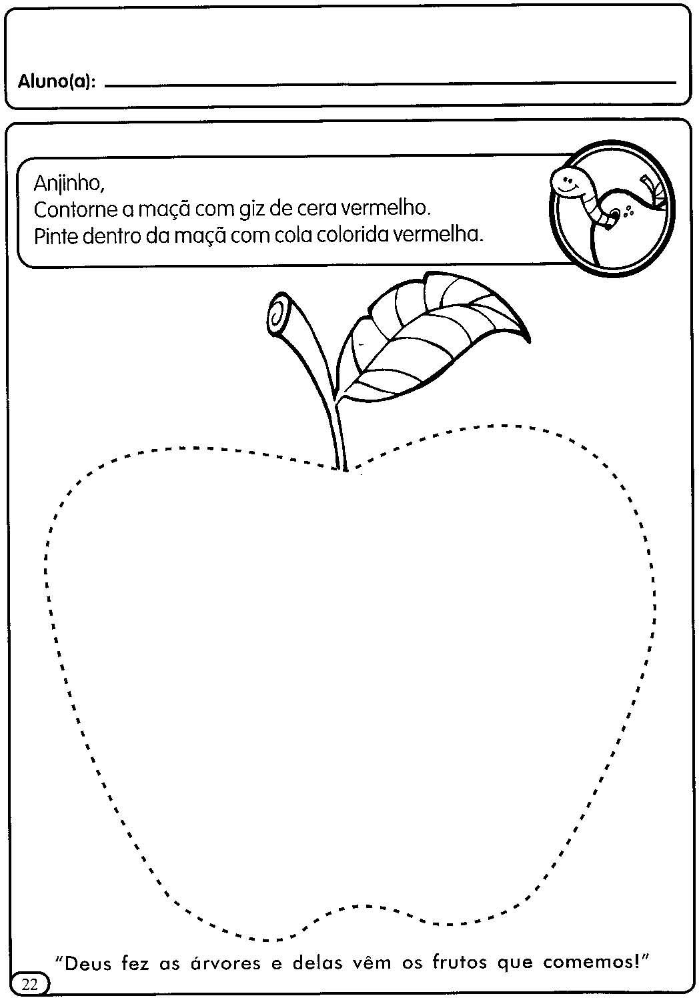 Aluno(a):
Anjinho,
Contorne a maçã com giz de cera vermelho.
Pinte dentro da maçã com cola colorida vermelha.
"Deus fez as árvores e delas vêm os frutos que comemos!"
22